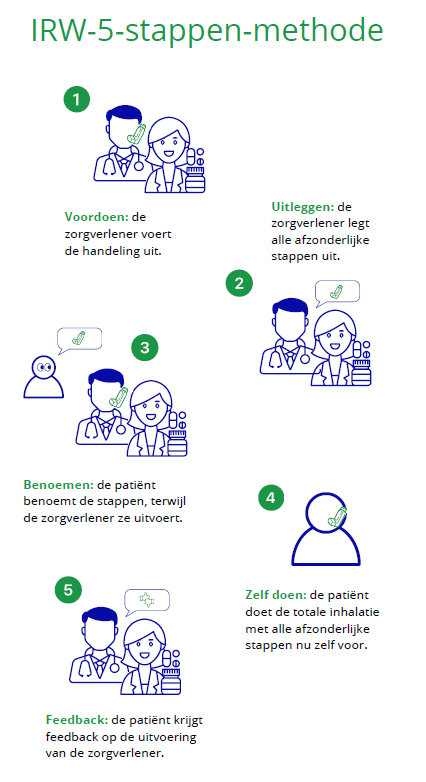 IRW-5-stappen-methode
1
Voordoen: de
zorgverlener voert
de handeling uit.
Uitleggen: de
zorgverlener legt
alle afzonderlijke
stappen uit.
2
3
Benoemen: de patiënt
benoemt de stappen, terwijl
de zorgverlener ze uitvoert.
4
Zelf doen: de patiënt
doet de totale inhalatie
met alle afzonderlijke
stappen nu zelf voor.
5
Feedback: de patiënt krijgt
feedback op de uitvoering
van de zorgverlener.